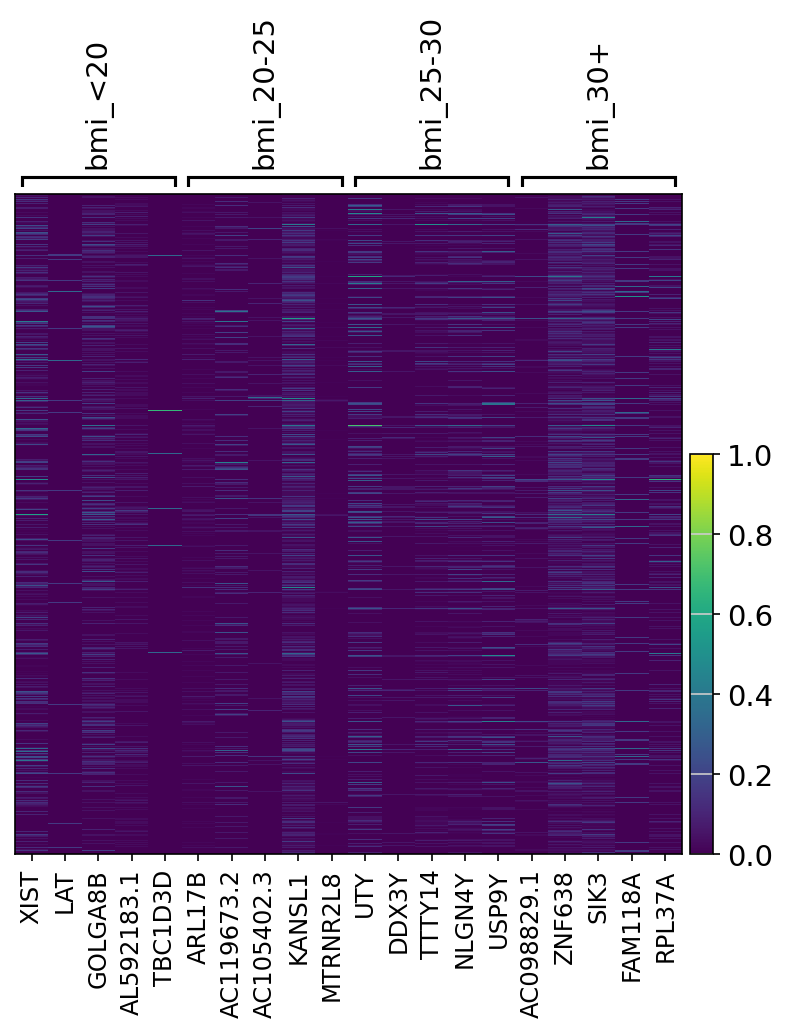 bmi_<20
bmi_20-25
bmi_25-30
bmi_30+
1.0
0.8
0.6
0.4
0.2
0.0
XIST
LAT
GOLGA8B
AL592183.1
TBC1D3D
ARL17B
AC119673.2
AC105402.3
KANSL1
MTRNR2L8
UTY
DDX3Y
TTTY14
NLGN4Y
USP9Y
AC098829.1
ZNF638
SIK3
FAM118A
RPL37A